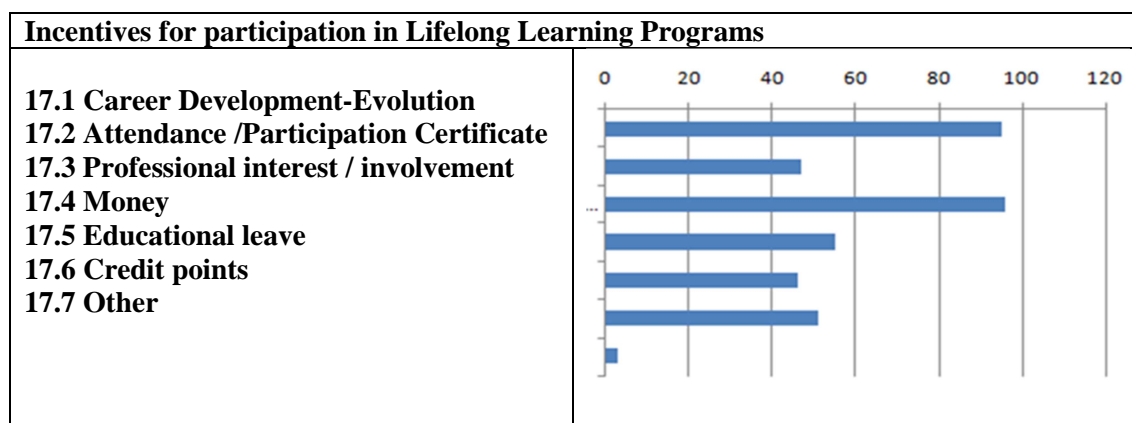 Incentives for participation in Lifelong Learning Programs
17.1 Career Development-Evolution
17.2 Attendance /Participation Certificate
17.3 Professional interest / involvement
17.4 Money
17.5 Educational leave
17.6 Credit points
17.7 Other
0 20 40 60 80 100 120
...